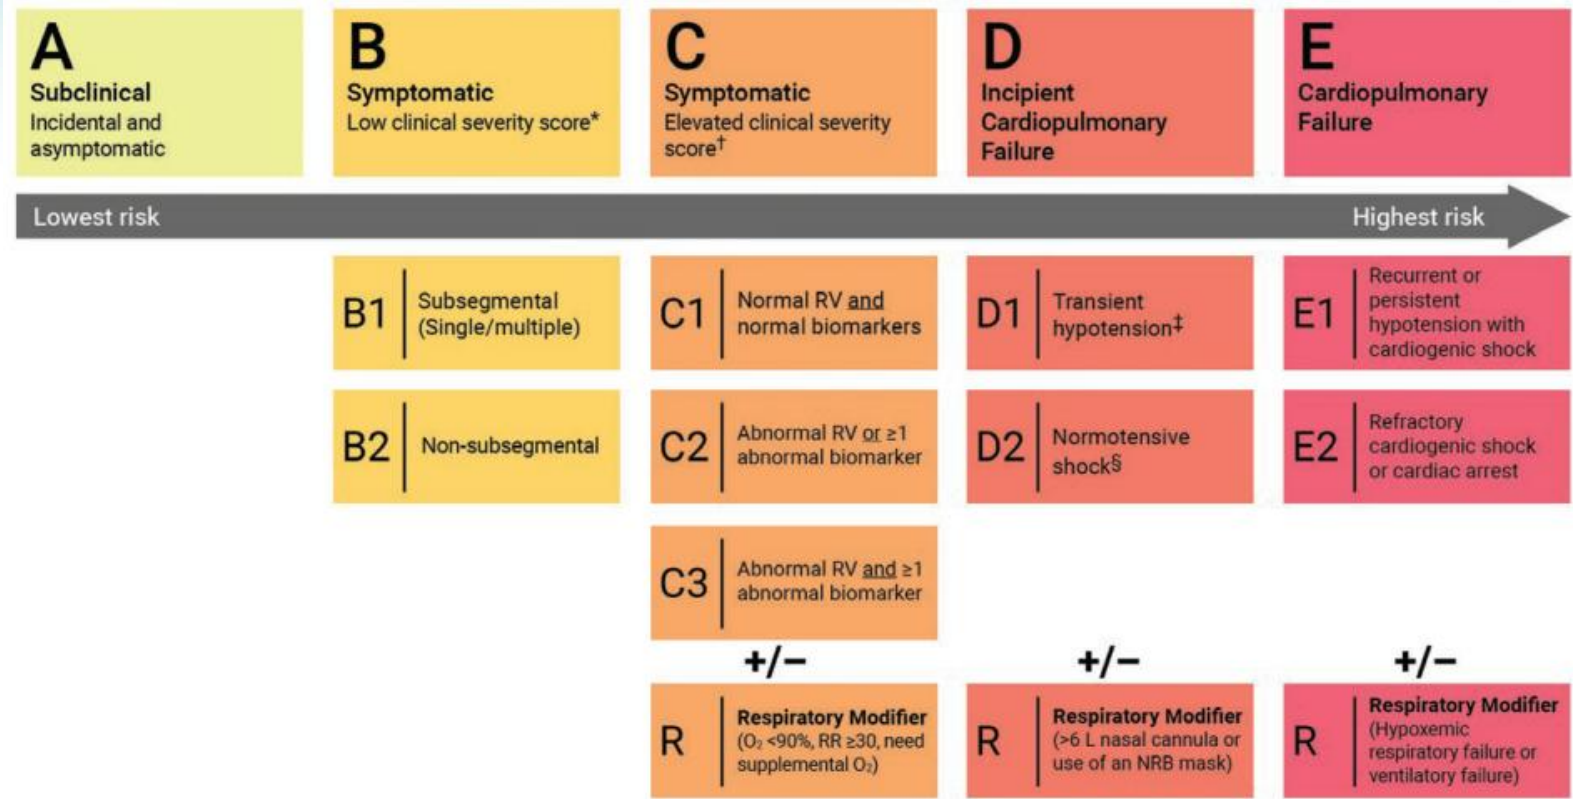 A
Subclinical
Incidental and
asymptomatic
B
Symptomatic
Low clinical severity score*
C
Symptomatic
Elevated clinical severity
score†
D
Incipient
Cardiopulmonary
Failure
E
Cardiopulmonary
Failure
Lowest risk
Highest risk
B1
Subsegmental
(Single/multiple)
C1
Normal RV and
normal biomarkers
D1
Transient
hypotension‡
E1
Recurrent or
persistent
hypotension with
cardiogenic shock
B2
Non-subsegmental
C2
Abnormal RV or ≥1
abnormal biomarker
D2
Normotensive
shock§
E2
Refractory
cardiogenic shock
or cardiac arrest
C3
Abnormal RV and ≥1
abnormal biomarker
+/−
+/−
+/−
R
Respiratory Modifier
(O₂ <90%, RR ≥30, need
supplemental O₂)
R
Respiratory Modifier
(>6 L nasal cannula or
use of an NRB mask)
R
Respiratory Modifier
(Hypoxemic
respiratory failure or
ventilatory failure)